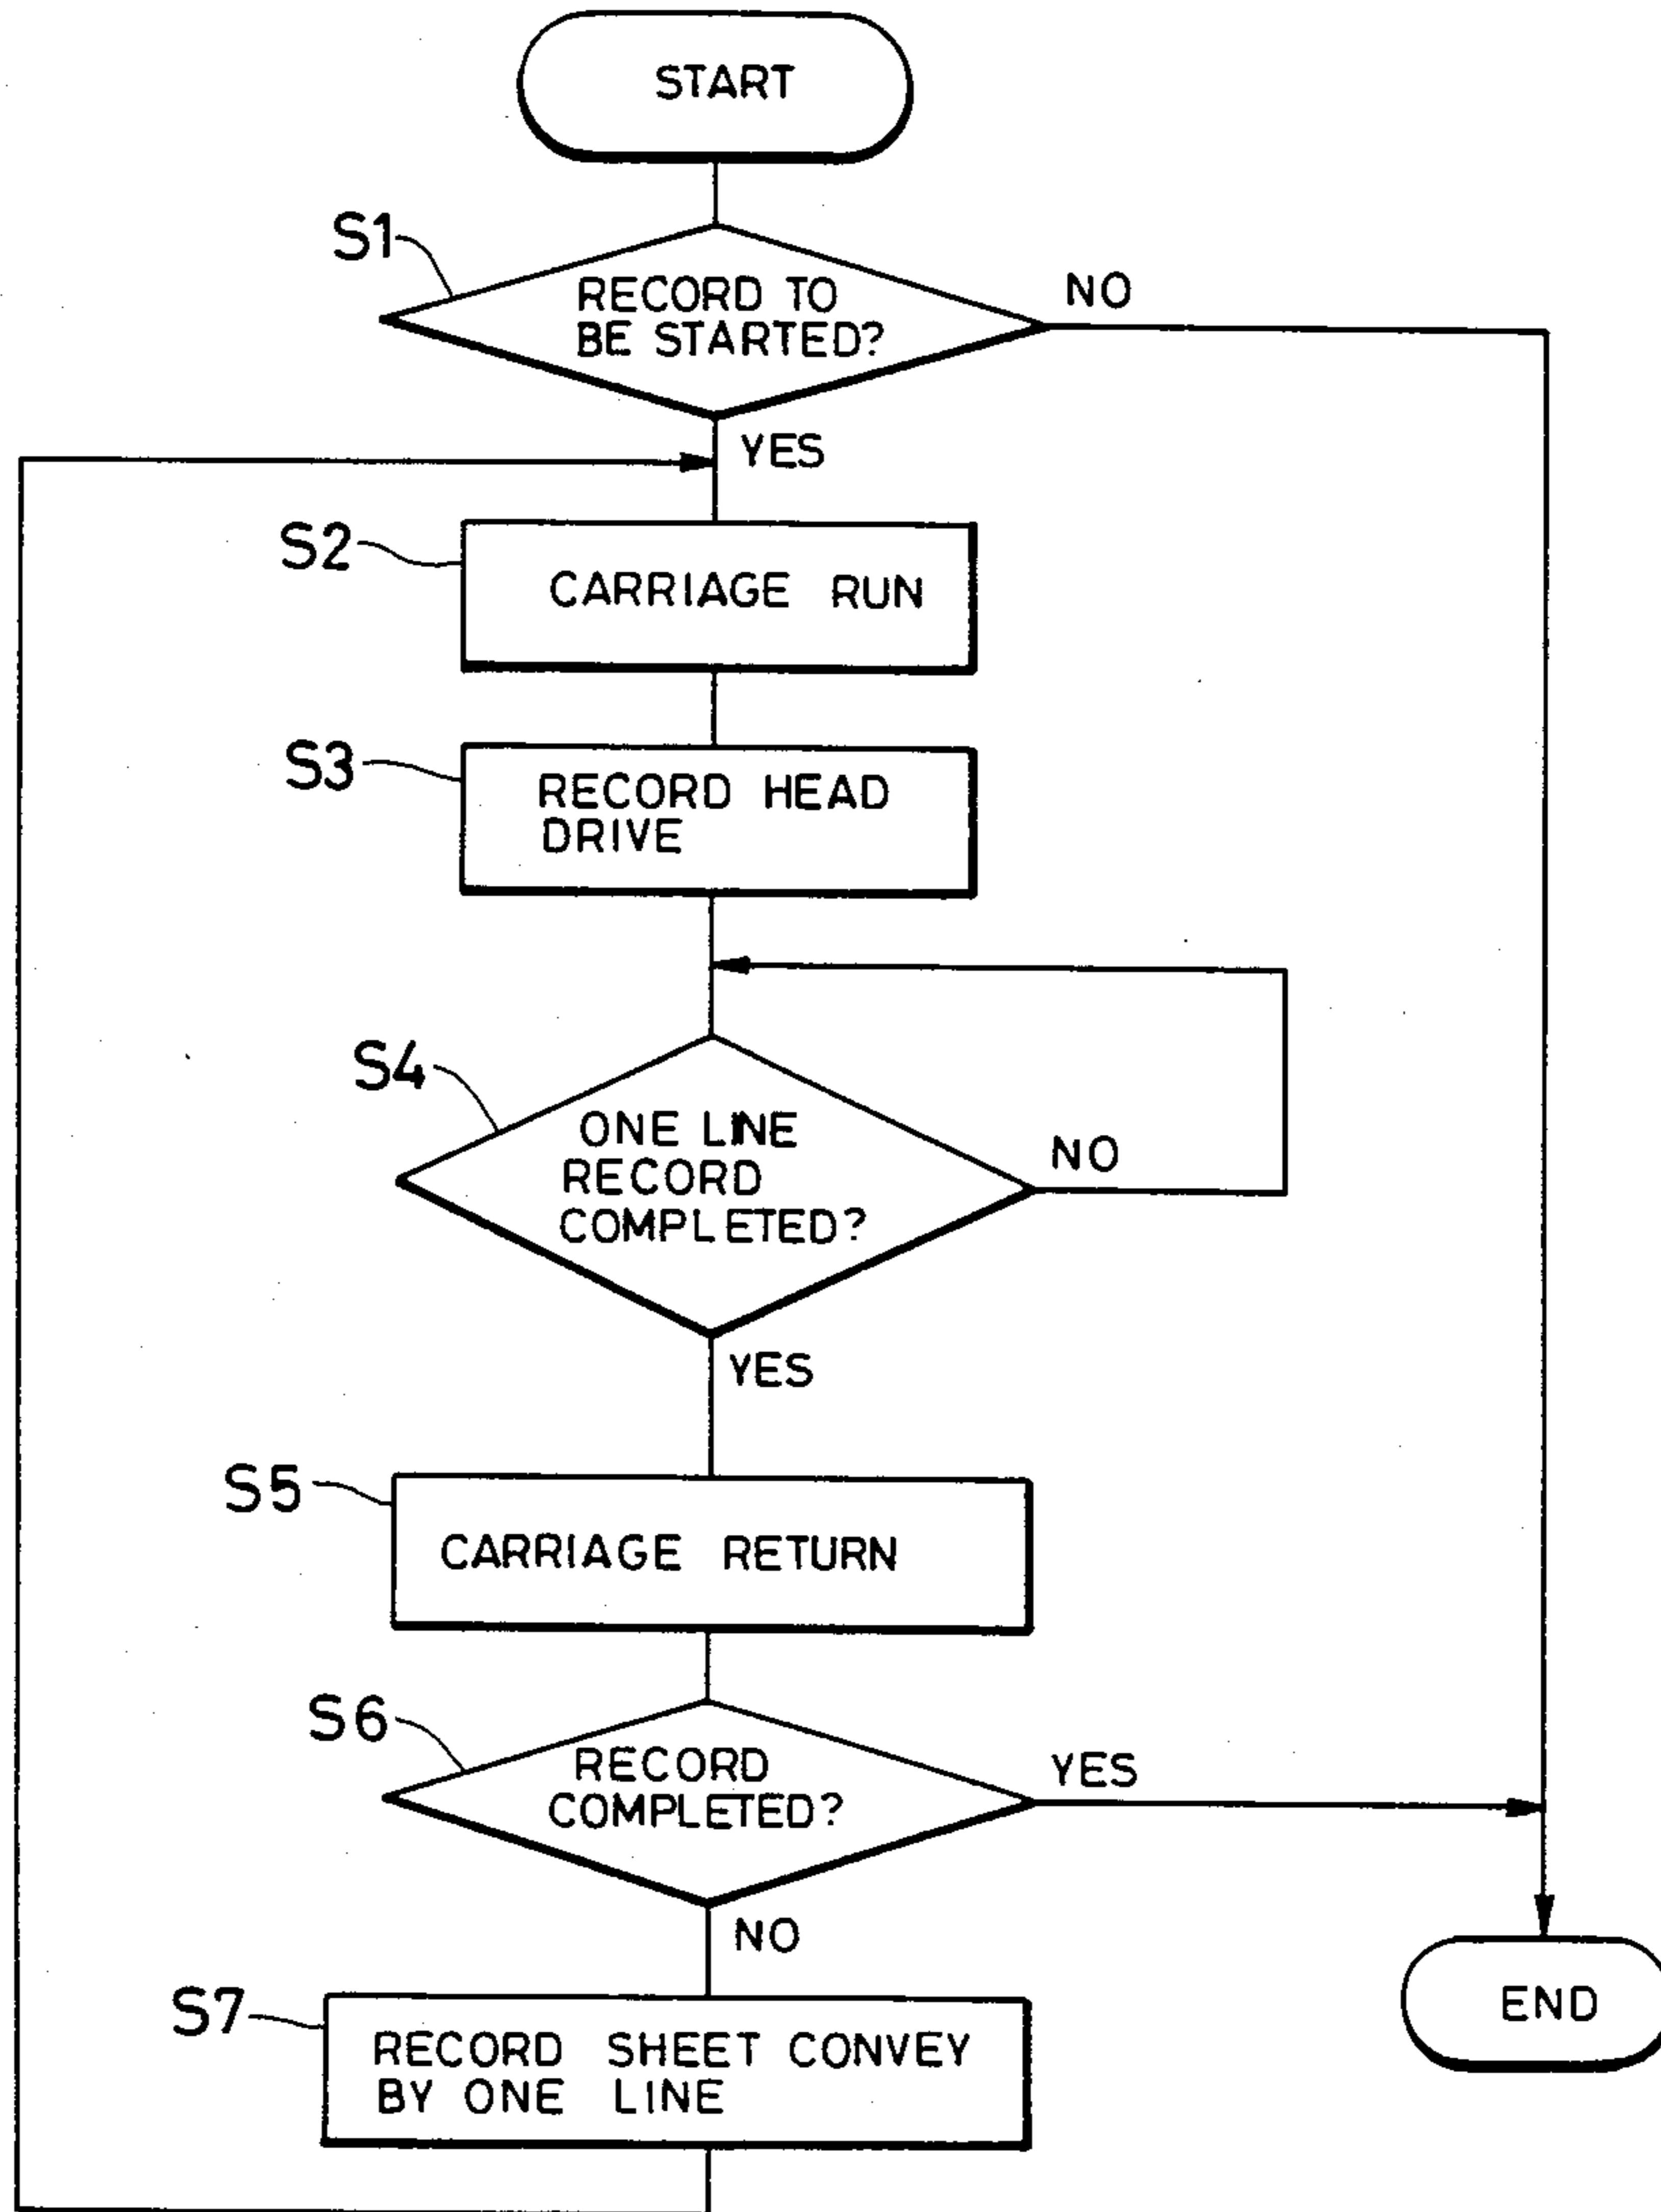 START
S1
RECORD TO
BE STARTED?
NO
YES
S2
CARRIAGE RUN
S3
RECORD HEAD
DRIVE
S4
ONE LINE
RECORD
COMPLETED?
NO
YES
S5
CARRIAGE RETURN
S6
RECORD
COMPLETED?
YES
NO
S7
RECORD SHEET CONVEY
BY ONE LINE
END